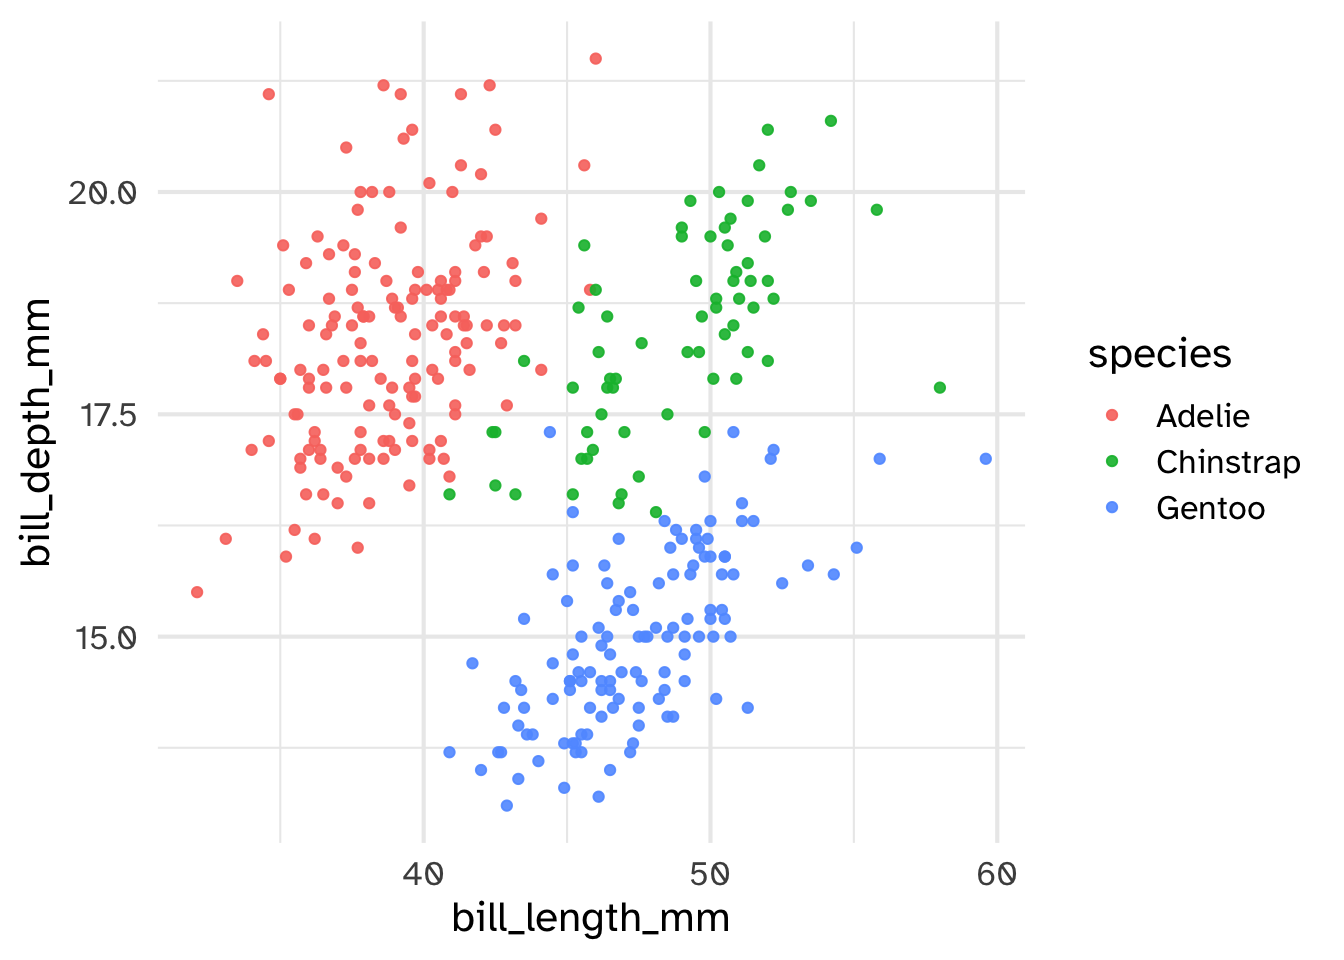 bill_depth_mm
20.0
17.5
15.0
40 50 60
bill_length_mm
species
Adelie
Chinstrap
Gentoo